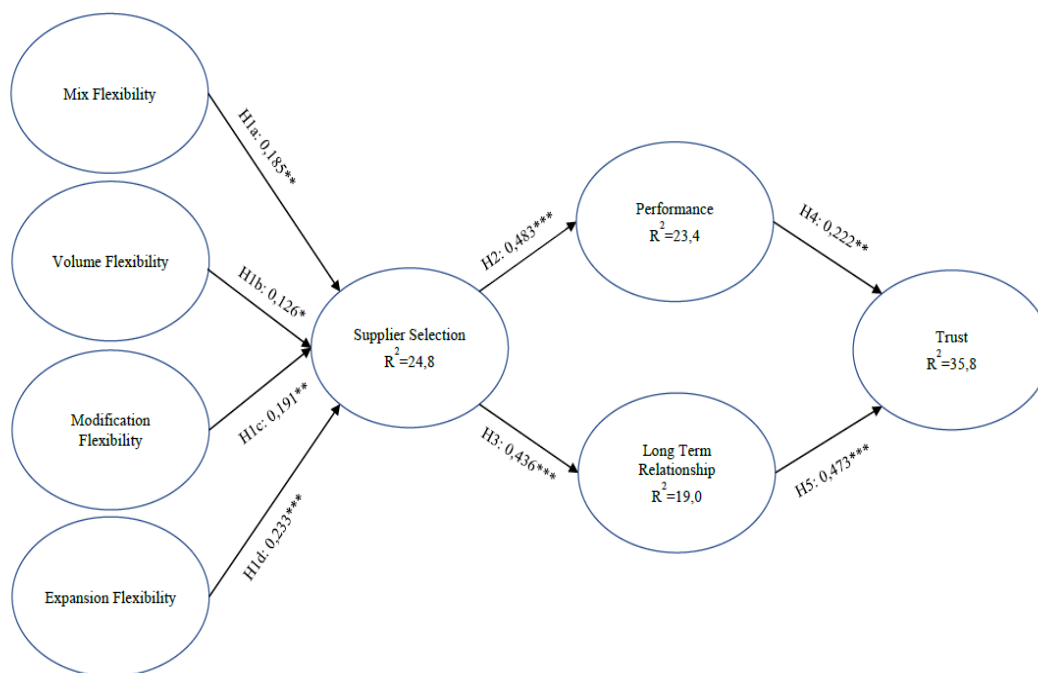 Mix Flexibility
H1a: 0,185**
Volume Flexibility
H1b: 0,126*
Modification
Flexibility
H1c: 0,191**
Expansion Flexibility
H1d: 0,233***
Supplier Selection
R²=24,8
H2: 0,483***
H3: 0,436***
Performance
R²=23,4
Long Term
Relationship
R²=19,0
H4: 0,222**
H5: 0,473***
Trust
R²=35,8